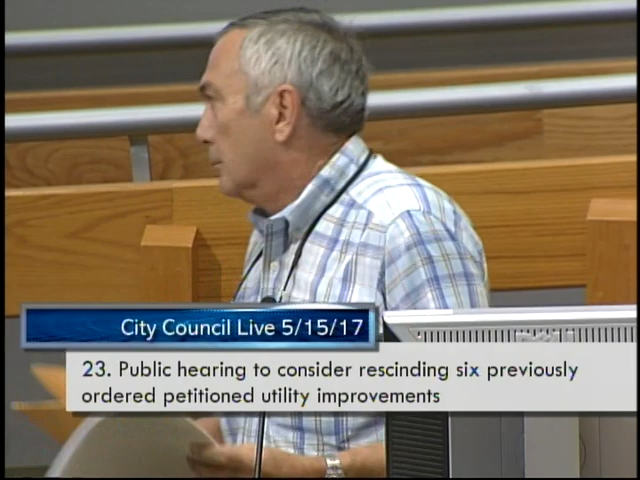 City Council Live 5/15/17
23. Public hearing to consider rescinding six previously
ordered petitioned utility improvements